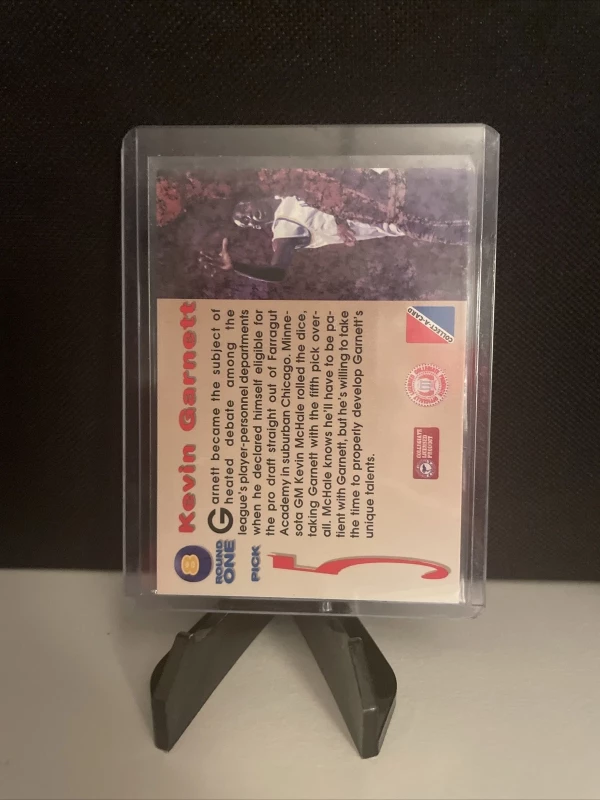 8
Kevin Garnett
ROUND
ONE
PICK
5
Garnett became the subject of
heated debate among the
league's player-personnel departments
when he declared himself eligible for
the pro draft straight out of Farragut
Academy in suburban Chicago. Minne-
sota GM Kevin McHale rolled the dice,
taking Garnett with the fifth pick over-
all. McHale knows he'll have to be pa-
tient with Garnett, but he's willing to take
the time to properly develop Garnett's
unique talents.
COLLEGIATE
LICENSED
PRODUCT
COLLECT-A-CARD